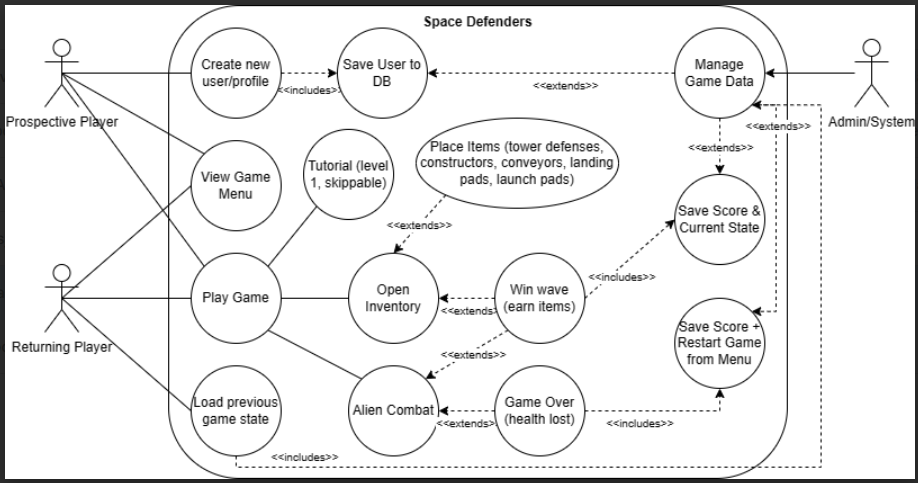 Space Defenders
Create new
user/profile
Save User to
DB
Manage
Game Data
<<includes>>
<<extends>>
Prospective Player
Admin/System
<<extends>>
<<extends>>
View Game
Menu
Tutorial (level
1, skippable)
Place Items (tower defenses,
constructors, conveyors, landing
pads, launch pads)
Save Score &
Current State
<<extends>>
<<includes>>
Play Game
Open
Inventory
Win wave
(earn items)
<<extends>>
Save Score +
Restart Game
from Menu
Returning Player
<<extends>>
Load previous
game state
Alien Combat
Game Over
(health lost)
<<extends>>
<<includes>>
<<includes>>